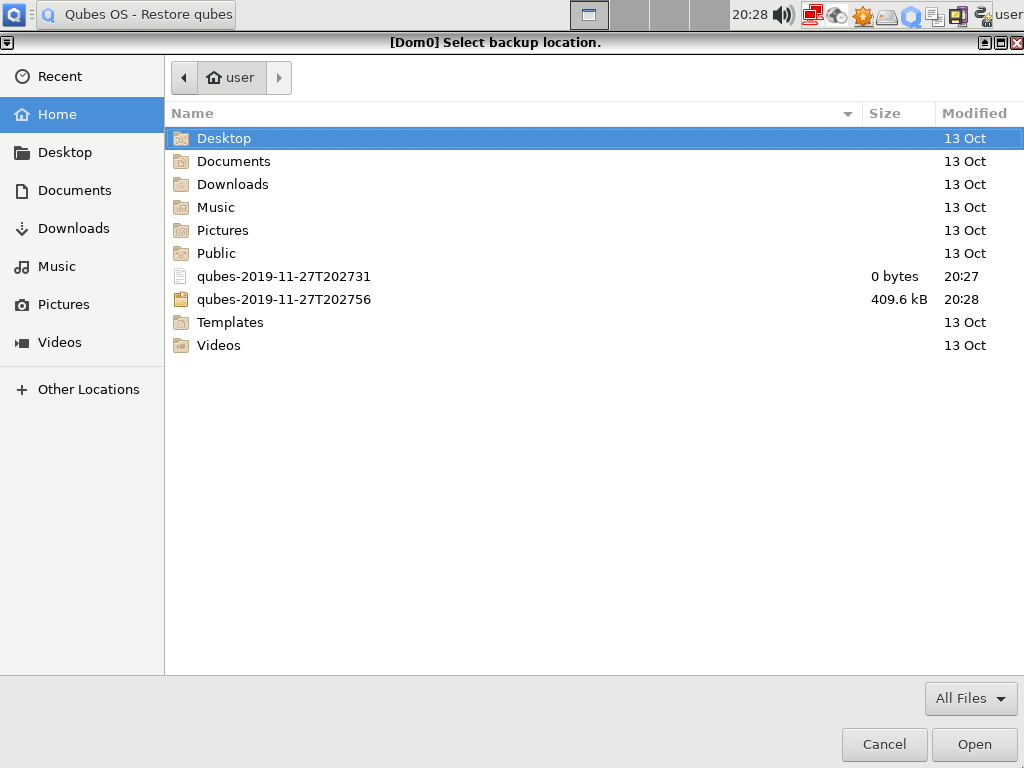 Qubes OS - Restore qubes
20:28
user
[Dom0] Select backup location.
Recent
Home
Desktop
Documents
Downloads
Music
Pictures
Videos
Other Locations
user
Name Size Modified
Desktop 13 Oct
Documents 13 Oct
Downloads 13 Oct
Music 13 Oct
Pictures 13 Oct
Public 13 Oct
qubes-2019-11-27T202731 0 bytes 20:27
qubes-2019-11-27T202756 409.6 kB 20:28
Templates 13 Oct
Videos 13 Oct
All Files
Cancel Open